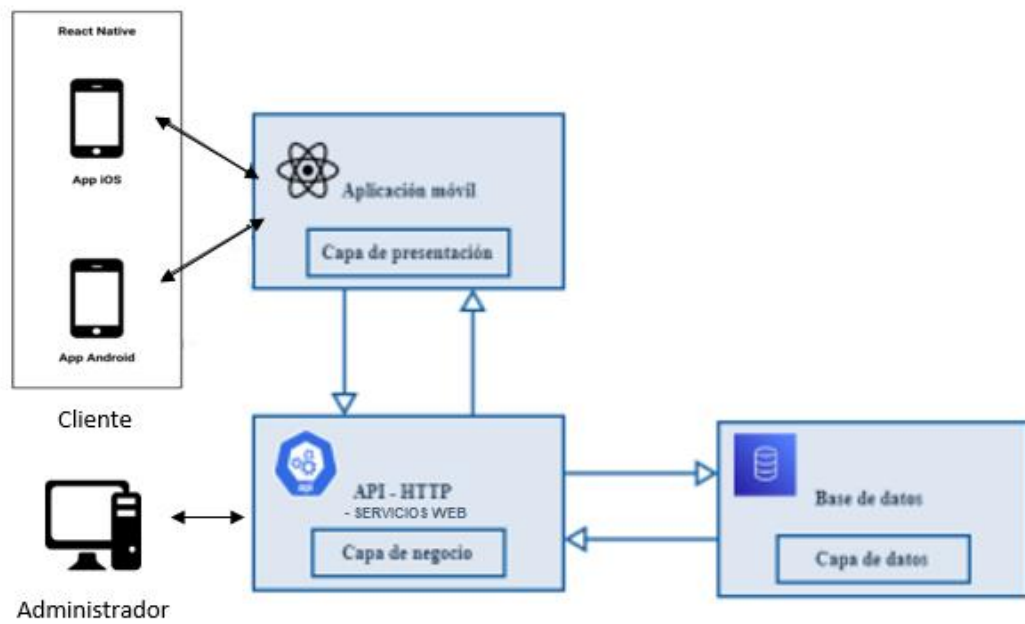 React Native
App iOS
App Android
Cliente
Aplicación móvil
Capa de presentación
API - HTTP
- SERVICIOS WEB
Capa de negocio
Base de datos
Capa de datos
Administrador